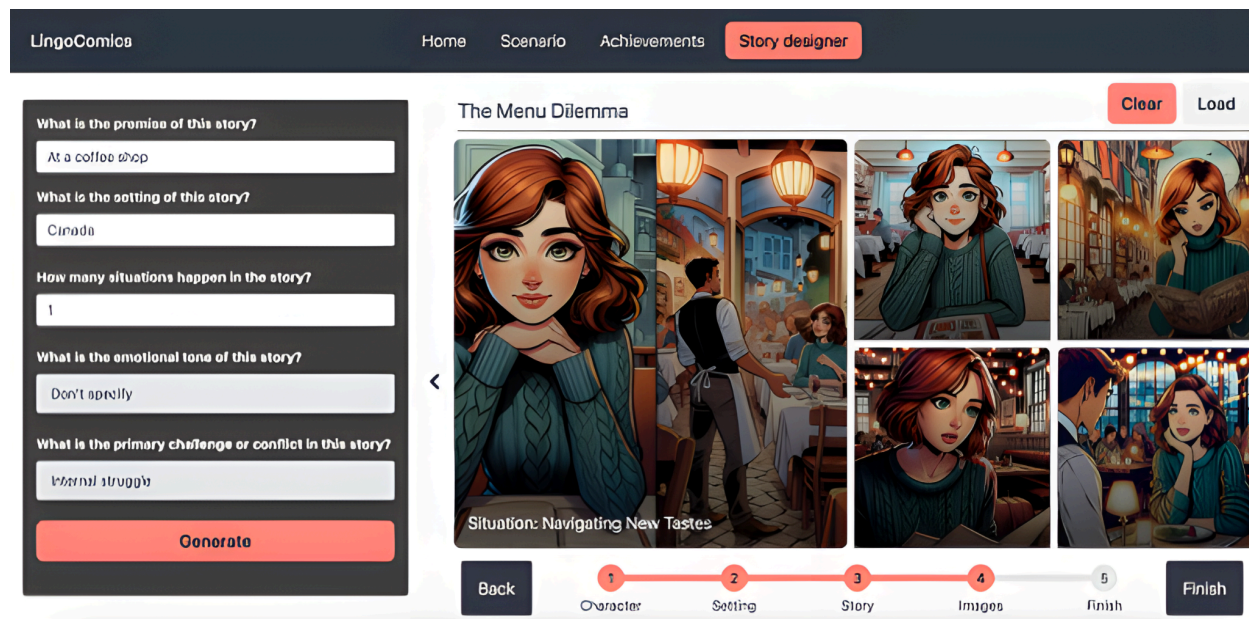 LingoComics
Home Scenario Achievements Story designer
What is the premise of this story?
At a coffee shop
What is the setting of this story?
Canada
How many situations happen in the story?
1
What is the emotional tone of this story?
Don't specify
What is the primary challenge or conflict in this story?
Internal struggle
Generate
The Menu Dilemma
Clear Load
Situation: Navigating New Tastes
Back
1 2 3 4 5
Character Setting Story Images Finish
Finish